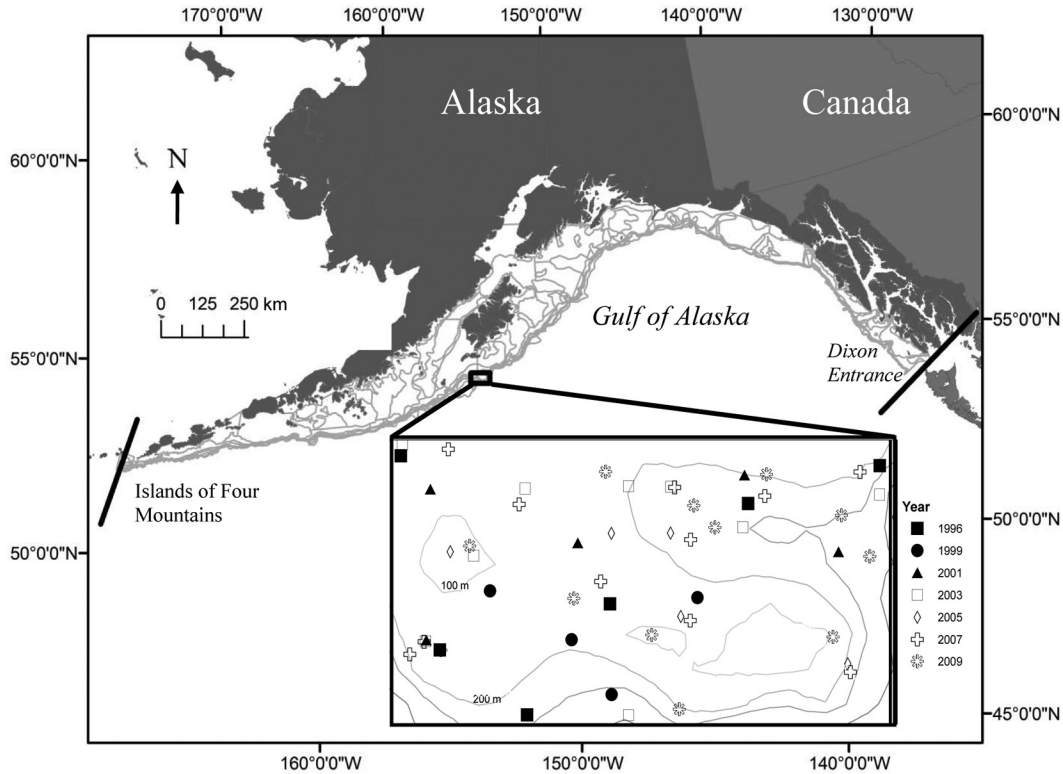 170°0'0"W 160°0'0"W 150°0'0"W 140°0'0"W 130°0'0"W
Alaska
Canada
60°0'0"N
60°0'0"N
N
0 125 250 km
Gulf of Alaska
55°0'0"N
55°0'0"N
Dixon
Entrance
Islands of Four
Mountains
50°0'0"N
50°0'0"N
100 m
200 m
Year
1996
1999
2001
2003
2005
2007
2009
45°0'0"N
160°0'0"W 150°0'0"W 140°0'0"W